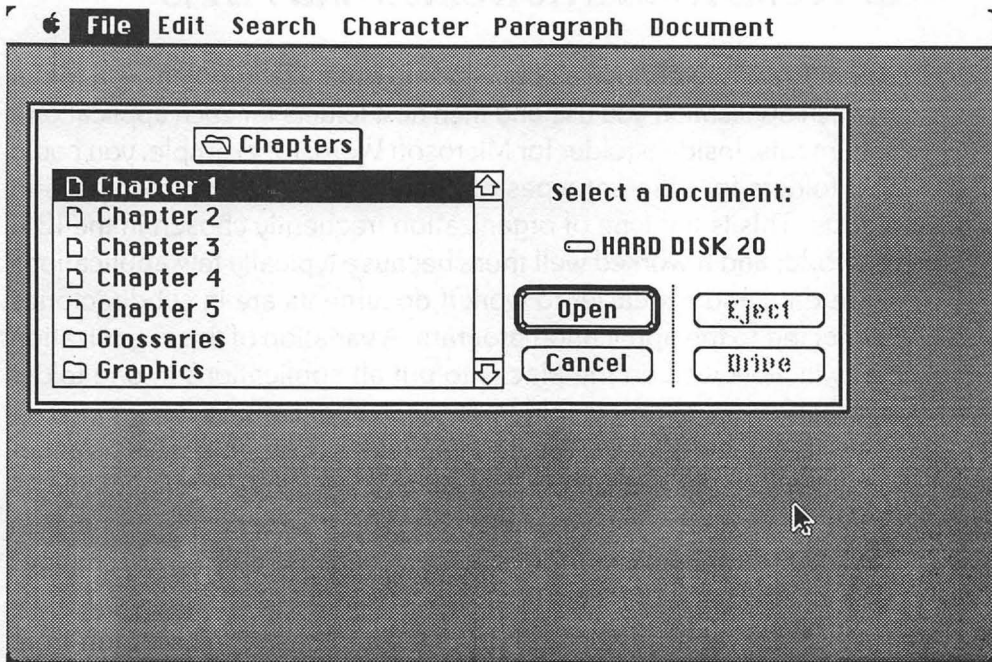 File Edit Search Character Paragraph Document
Chapters
Chapter 1
Chapter 2
Chapter 3
Chapter 4
Chapter 5
Glosseries
Graphics
Select a Document:
HARD DISK 20
Open
Eject
Cancel
Drive